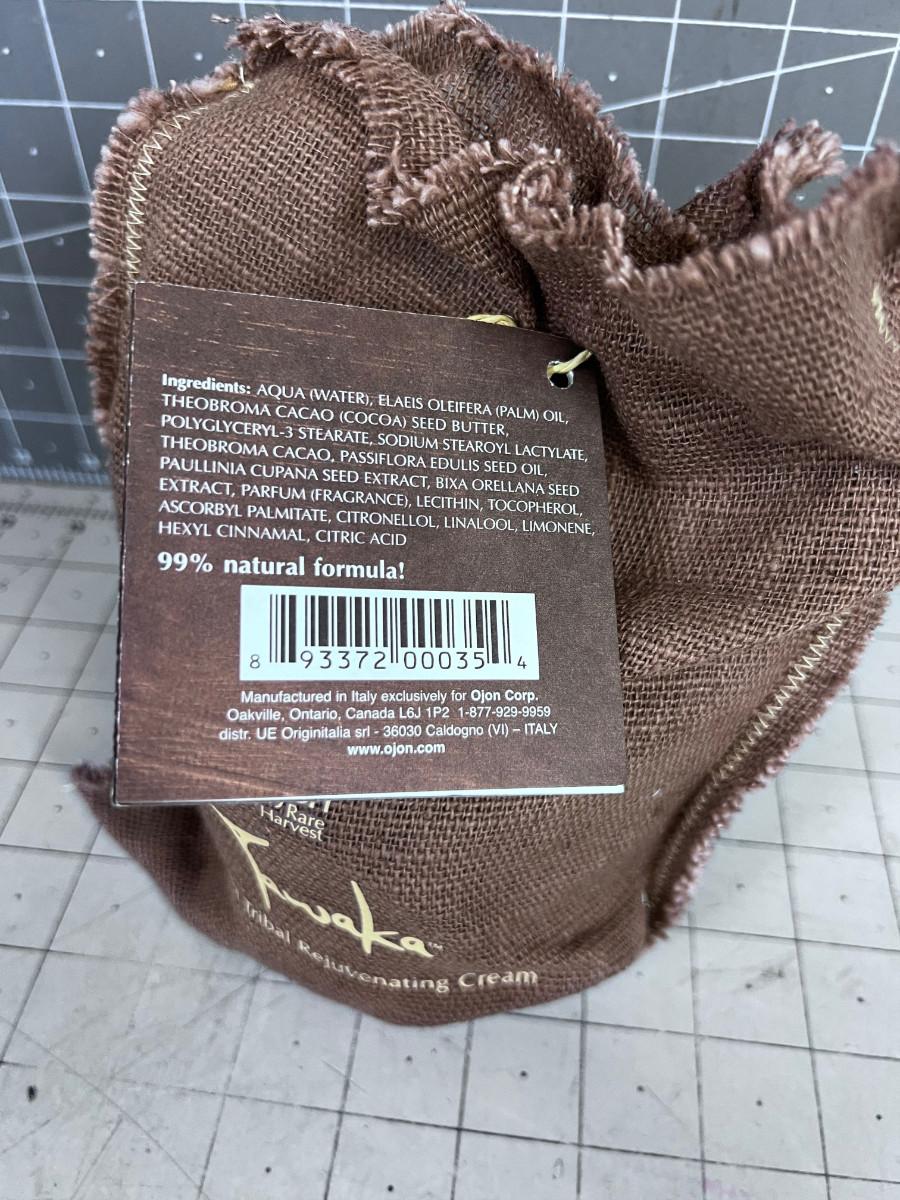 Ingredients: AQUA (WATER), ELAEIS OLEIFERA (PALM) OIL,
THEOBROMA CACAO (COCOA) SEED BUTTER,
POLYGLYCERYL-3 STEARATE, SODIUM STEAROYL LACTYLATE,
THEOBROMA CACAO, PASSIFLORA EDULIS SEED OIL,
PAULLINIA CUPANA SEED EXTRACT, BIXA ORELLANA SEED
EXTRACT, PARFUM (FRAGRANCE), LECITHIN, TOCOPHEROL,
ASCORBYL PALMITATE, CITRONELLOL, LINALOOL, LIMONENE,
HEXYL CINNAMAL, CITRIC ACID
99% natural formula!
8 93372 00035 4
Manufactured in Italy exclusively for Ojon Corp.
Oakville, Ontario, Canada L6J 1P2 1-877-929-9959
distr. UE Originitalia srl - 36030 Caldogno (VI) – ITALY
www.ojon.com
Rare
Harvest
Tawaka™
Tribal Rejuvenating Cream